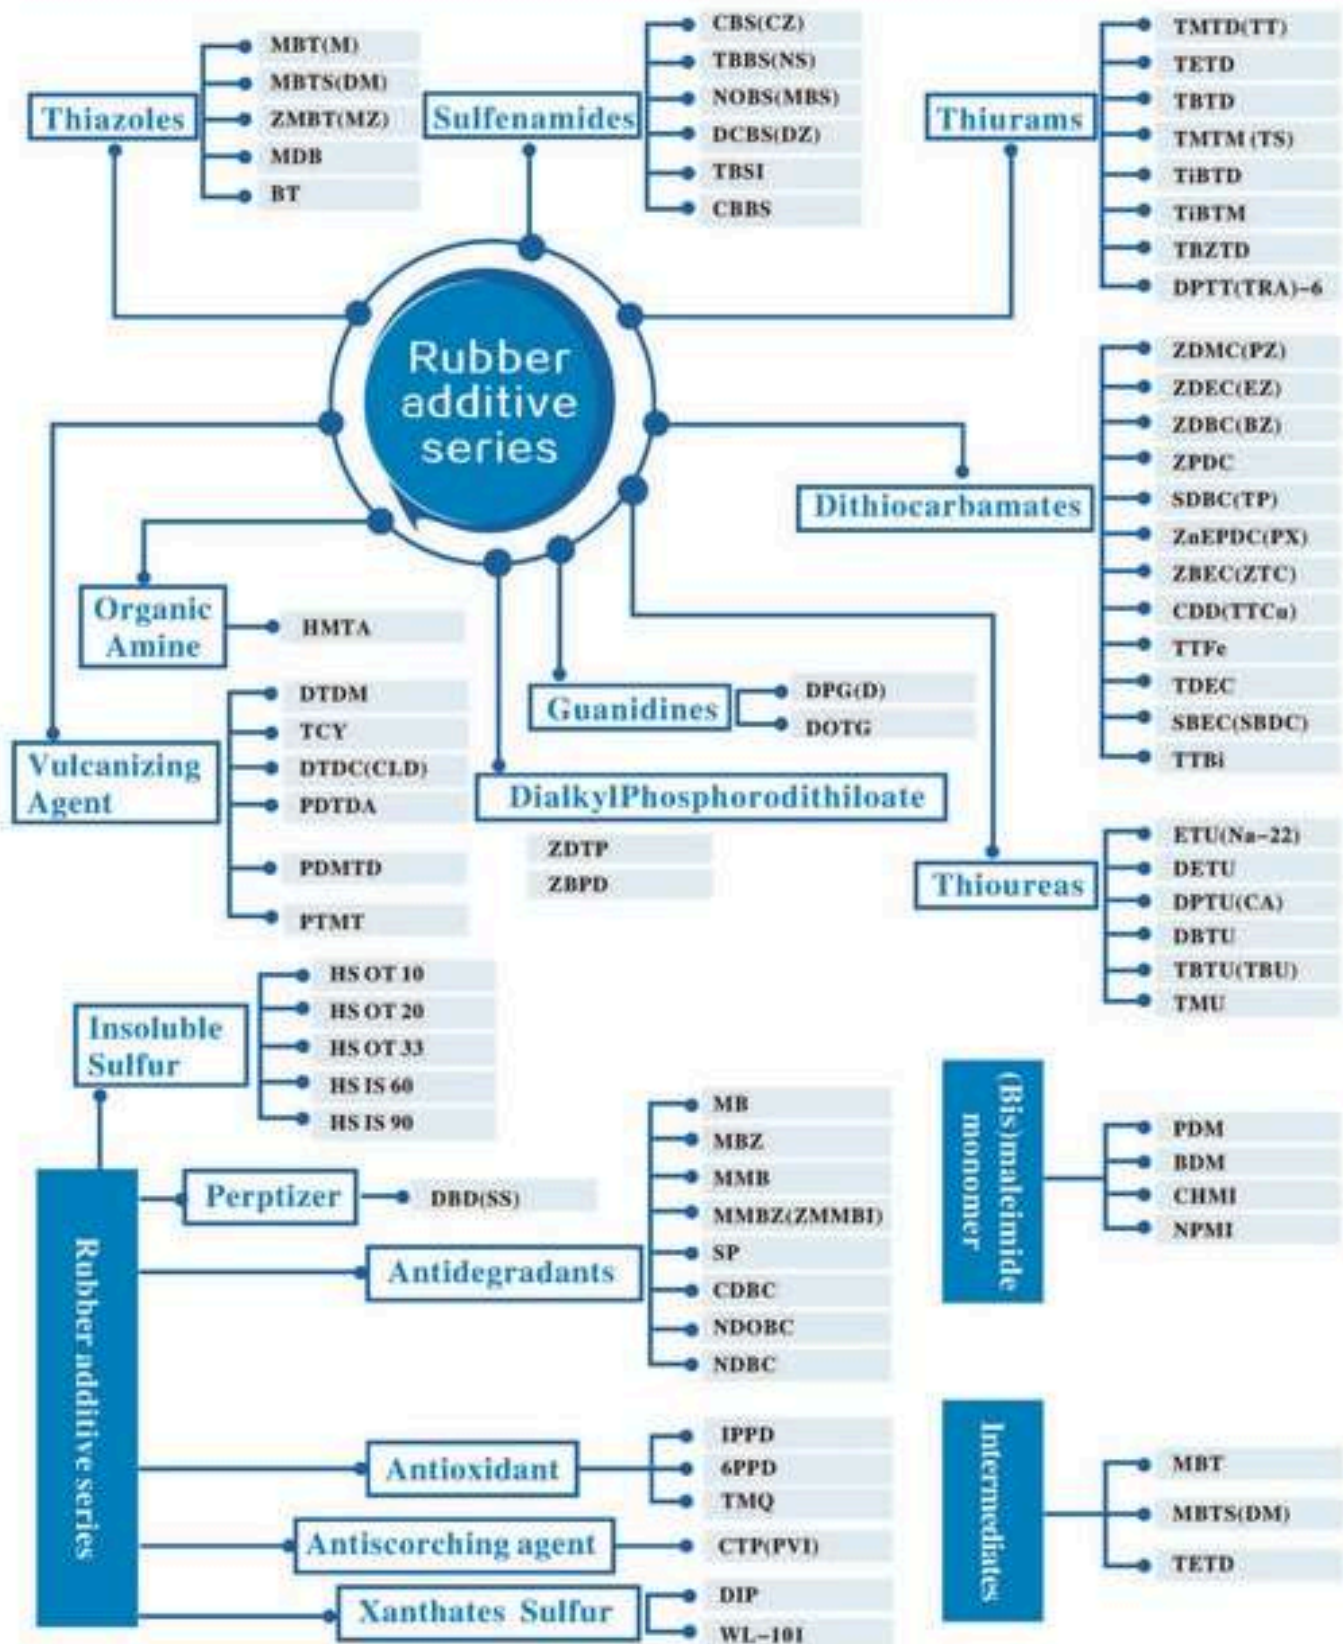 Thiazoles
MBT(M)
MBTS(DM)
ZMBT(MZ)
MDB
BT
Sulfenamides
CBS(CZ)
TBBS(NS)
NOBS(MBS)
DCBS(DZ)
TBSI
CBBS
Thiurams
TMTD(TT)
TETD
TBTD
TMTM (TS)
TiBTD
TiBTM
TBZTD
DPTT(TRA)-6
Rubber
additive
series
Dithiocarbamates
ZDMC(PZ)
ZDEC(EZ)
ZDBC(BZ)
ZPDC
SDBC(TP)
ZnEPDC(PX)
ZBEC(ZTC)
CDD(TTCu)
TTFe
TDEC
SBEC(SBDC)
TTBi
Organic
Amine
HMTA
Guanidines
DPG(D)
DOTG
Vulcanizing
Agent
DTDM
TCY
DTDC(CLD)
PDTDA
PDMTD
PTMT
DialkylPhosphorodithiloate
ZDTP
ZBPD
Thioureas
ETU(Na-22)
DETU
DPTU(CA)
DBTU
TBTU(TBU)
TMU
Insoluble
Sulfur
HS OT 10
HS OT 20
HS OT 33
HS IS 60
HS IS 90
Rubber additive series
Perptizer
DBD(SS)
Antidegradants
MB
MBZ
MMB
MMBZ(ZMMBI)
SP
CDBC
NDOBC
NDBC
Antioxidant
IPPD
6PPD
TMQ
Antiscorching agent
CTP(PVI)
Xanthates Sulfur
DIP
WL-101
(Bis)maleimide
monomer
PDM
BDM
CHMI
NPMI
Intermediates
MBT
MBTS(DM)
TETD